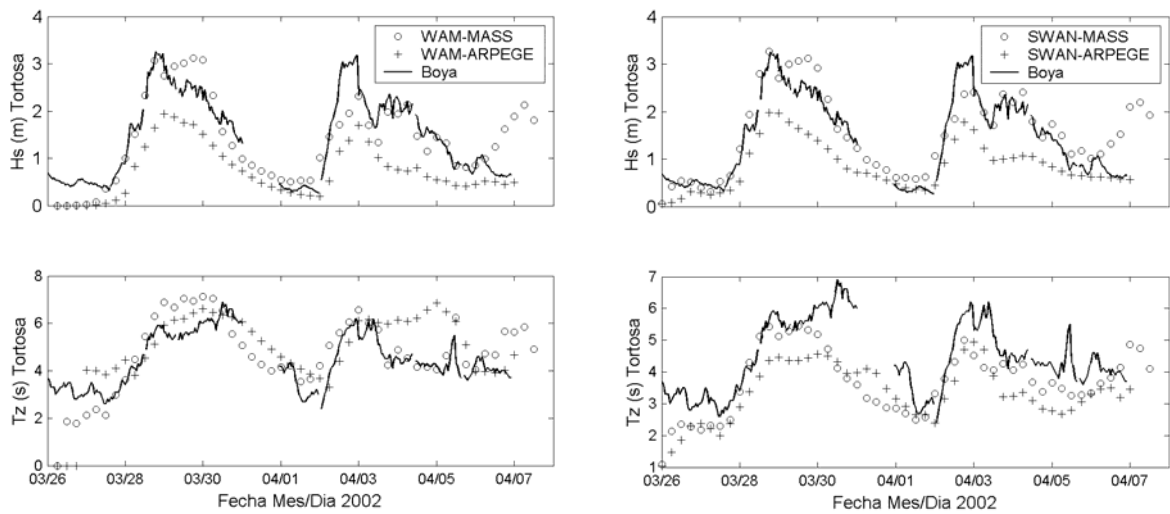 4
3
2
1
0
Hs (m) Tortosa
WAM-MASS
WAM-ARPEGE
Boya
8
6
4
2
0
Tz (s) Tortosa
03/26 03/28 03/30 04/01 04/03 04/05 04/07
Fecha Mes/Dia 2002
4
3
2
1
0
Hs (m) Tortosa
SWAN-MASS
SWAN-ARPEGE
Boya
7
6
5
4
3
2
1
Tz (s) Tortosa
03/26 03/28 03/30 04/01 04/03 04/05 04/07
Fecha Mes/Dia 2002